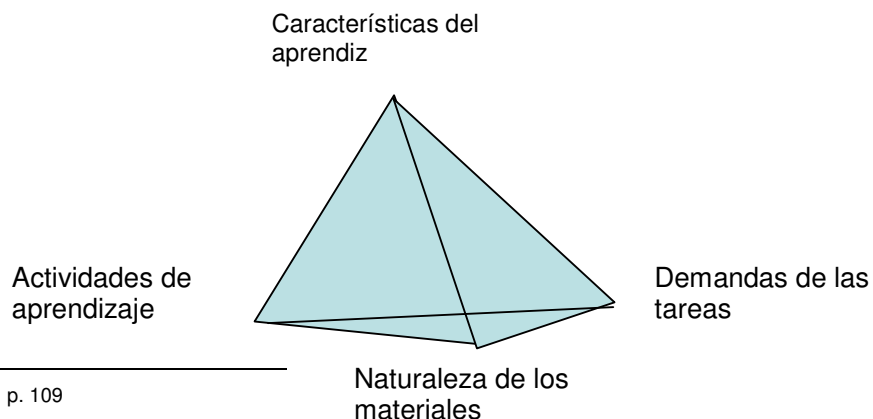 Características del
aprendiz
Actividades de
aprendizaje
Demandas de las
tareas
Naturaleza de los
materiales
p. 109